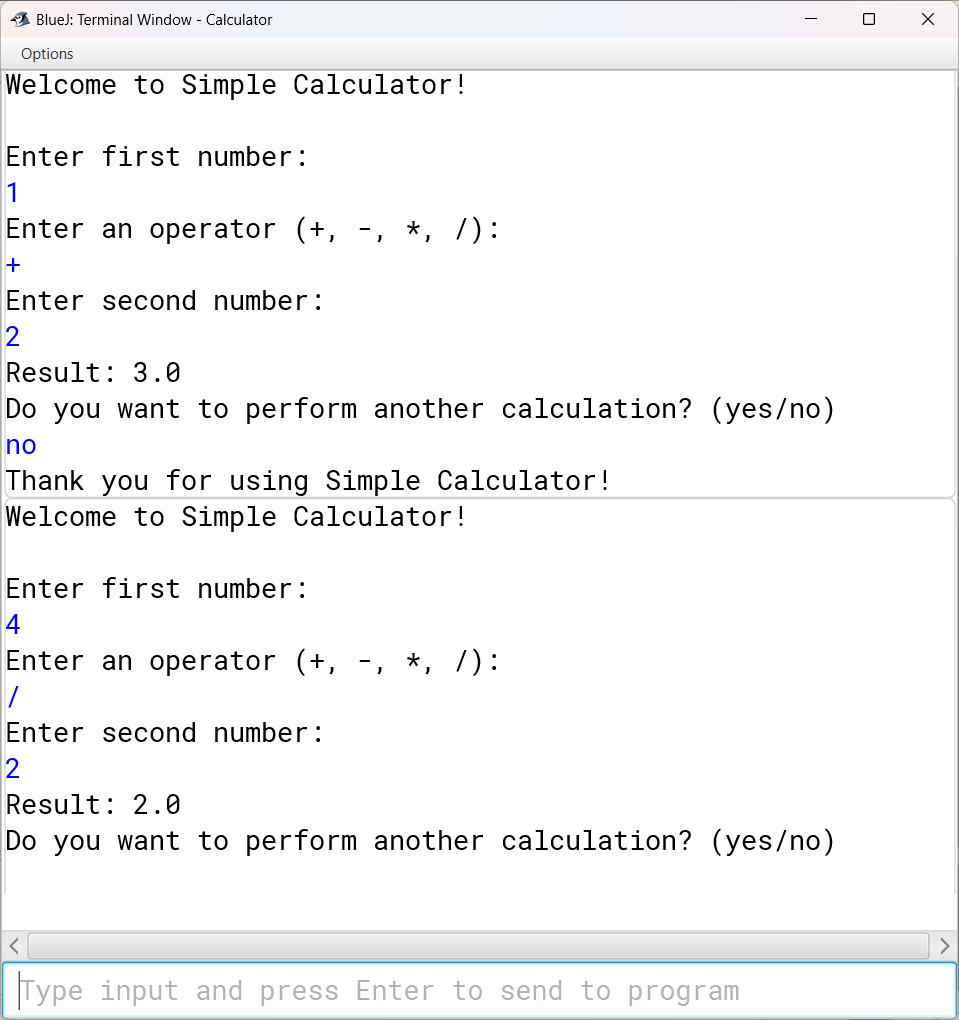 BlueJ: Terminal Window - Calculator
Options
Welcome to Simple Calculator!
Enter first number:
1
Enter an operator (+, -, *, /):
+
Enter second number:
2
Result: 3.0
Do you want to perform another calculation? (yes/no)
no
Thank you for using Simple Calculator!
Welcome to Simple Calculator!
Enter first number:
4
Enter an operator (+, -, *, /):
/
Enter second number:
2
Result: 2.0
Do you want to perform another calculation? (yes/no)
Type input and press Enter to send to program